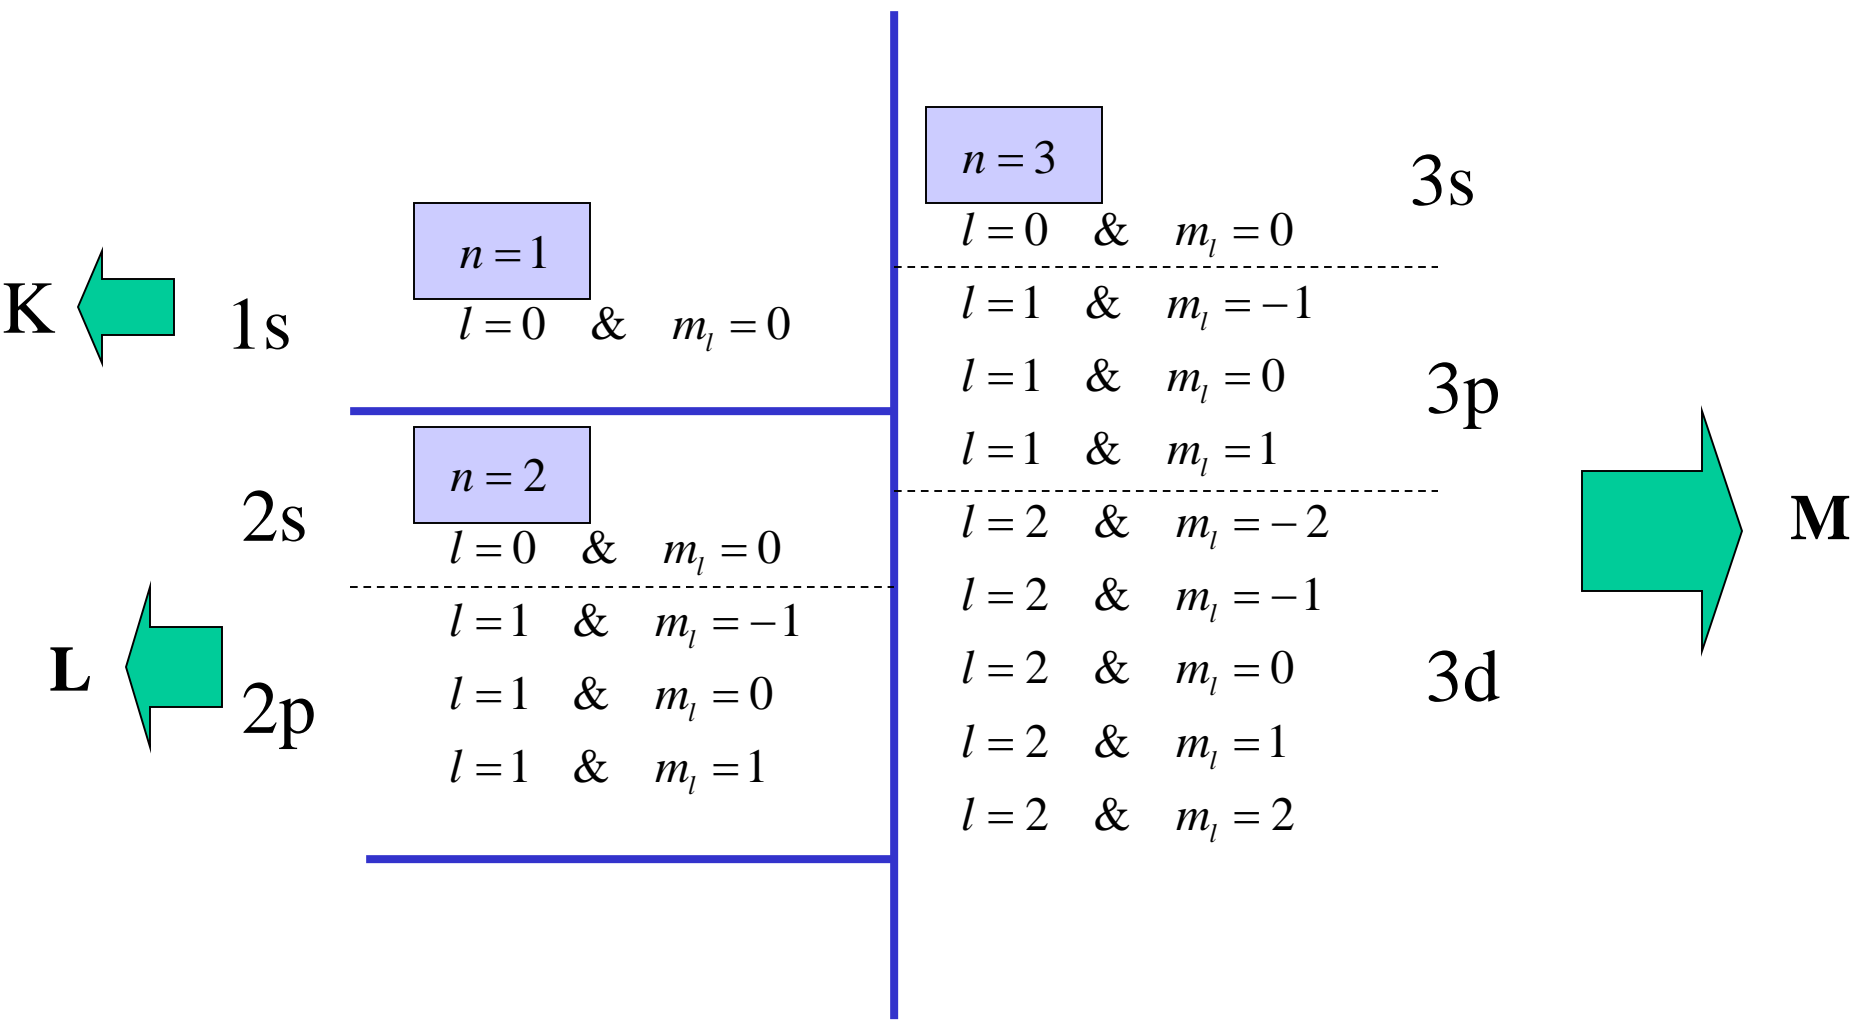 K
1s
n = 1
l = 0 & m_l = 0
2s
n = 2
l = 0 & m_l = 0
L
2p
l = 1 & m_l = −1
l = 1 & m_l = 0
l = 1 & m_l = 1
n = 3
3s
l = 0 & m_l = 0
l = 1 & m_l = −1
l = 1 & m_l = 0
3p
l = 1 & m_l = 1
l = 2 & m_l = −2
l = 2 & m_l = −1
l = 2 & m_l = 0
3d
l = 2 & m_l = 1
l = 2 & m_l = 2
M